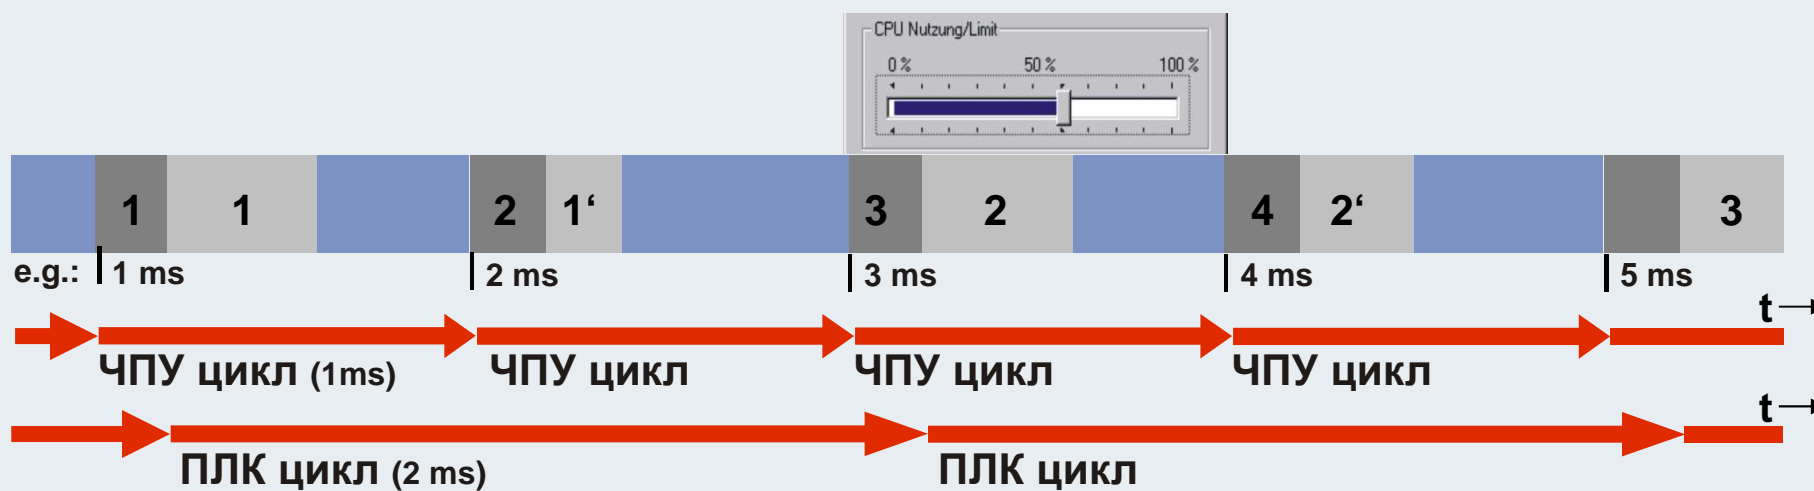 CPU Nutzung/Limit
0 % 50 % 100 %
1 1 2 1‘ 3 2 4 2‘ 3
e.g.: 1 ms 2 ms 3 ms 4 ms 5 ms
t
ЧПУ цикл (1ms) ЧПУ цикл ЧПУ цикл ЧПУ цикл
t
ПЛК цикл (2 ms) ПЛК цикл